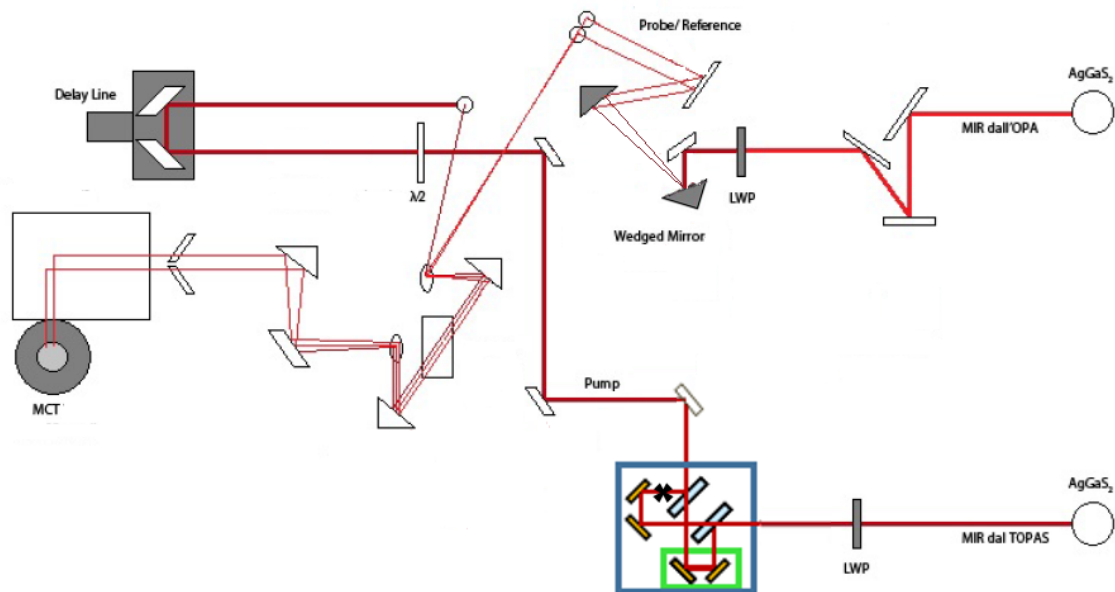 Probe/ Reference
AgGaS₂
Delay Line
MIR dall'OPA
λ/2
LWP
Wedged Mirror
Pump
MCT
AgGaS₂
MIR dal TOPAS
LWP